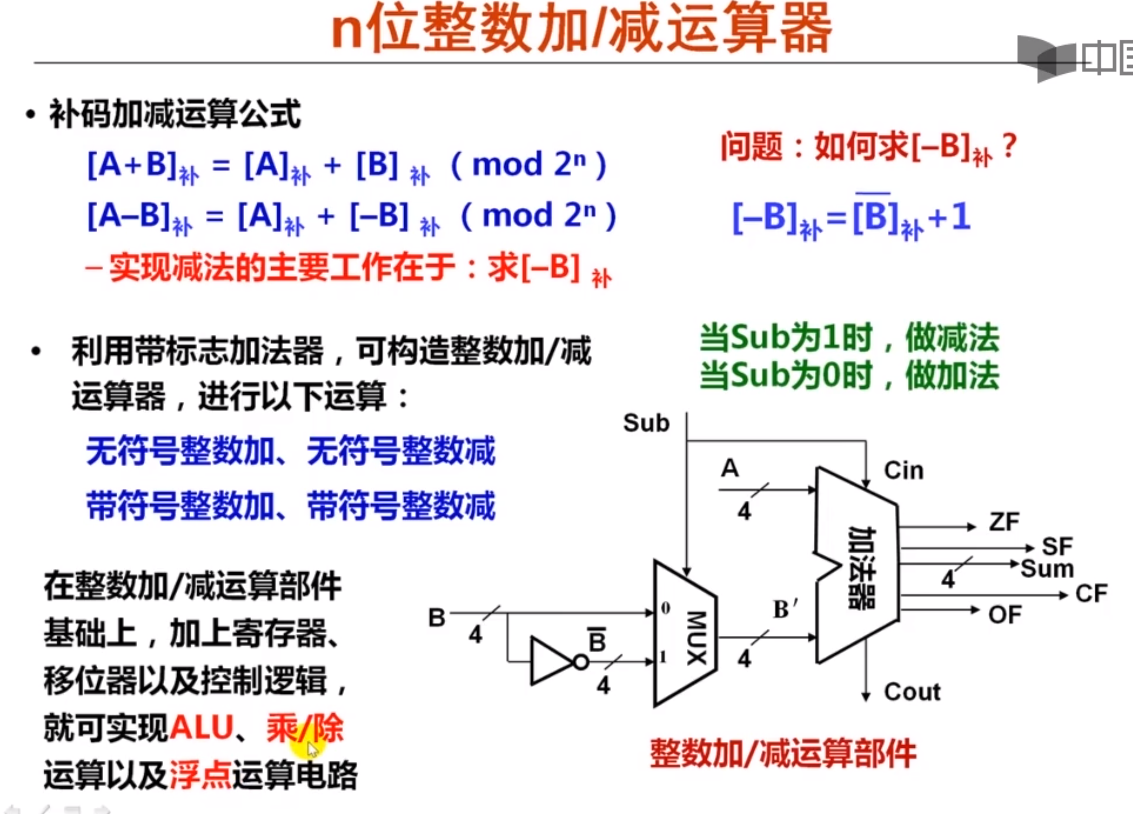 n位整数加/减运算器
中国
• 补码加减运算公式
[A+B]补 = [A]补 + [B] 补 ( mod 2ⁿ )
[A–B]补 = [A]补 + [–B] 补 ( mod 2ⁿ )
– 实现减法的主要工作在于：求[–B] 补
问题：如何求[–B]补？
[–B]补=[B̅]补+1
• 利用带标志加法器，可构造整数加/减
运算器，进行以下运算：
无符号整数加、无符号整数减
带符号整数加、带符号整数减
在整数加/减运算部件
基础上，加上寄存器、
移位器以及控制逻辑，
就可实现ALU、乘/除
运算以及浮点运算电路
当Sub为1时，做减法
当Sub为0时，做加法
Sub
A
4
Cin
加法器
ZF
SF
4
Sum
CF
OF
B
4
B̅
4
0
1
MUX
B′
4
Cout
整数加/减运算部件